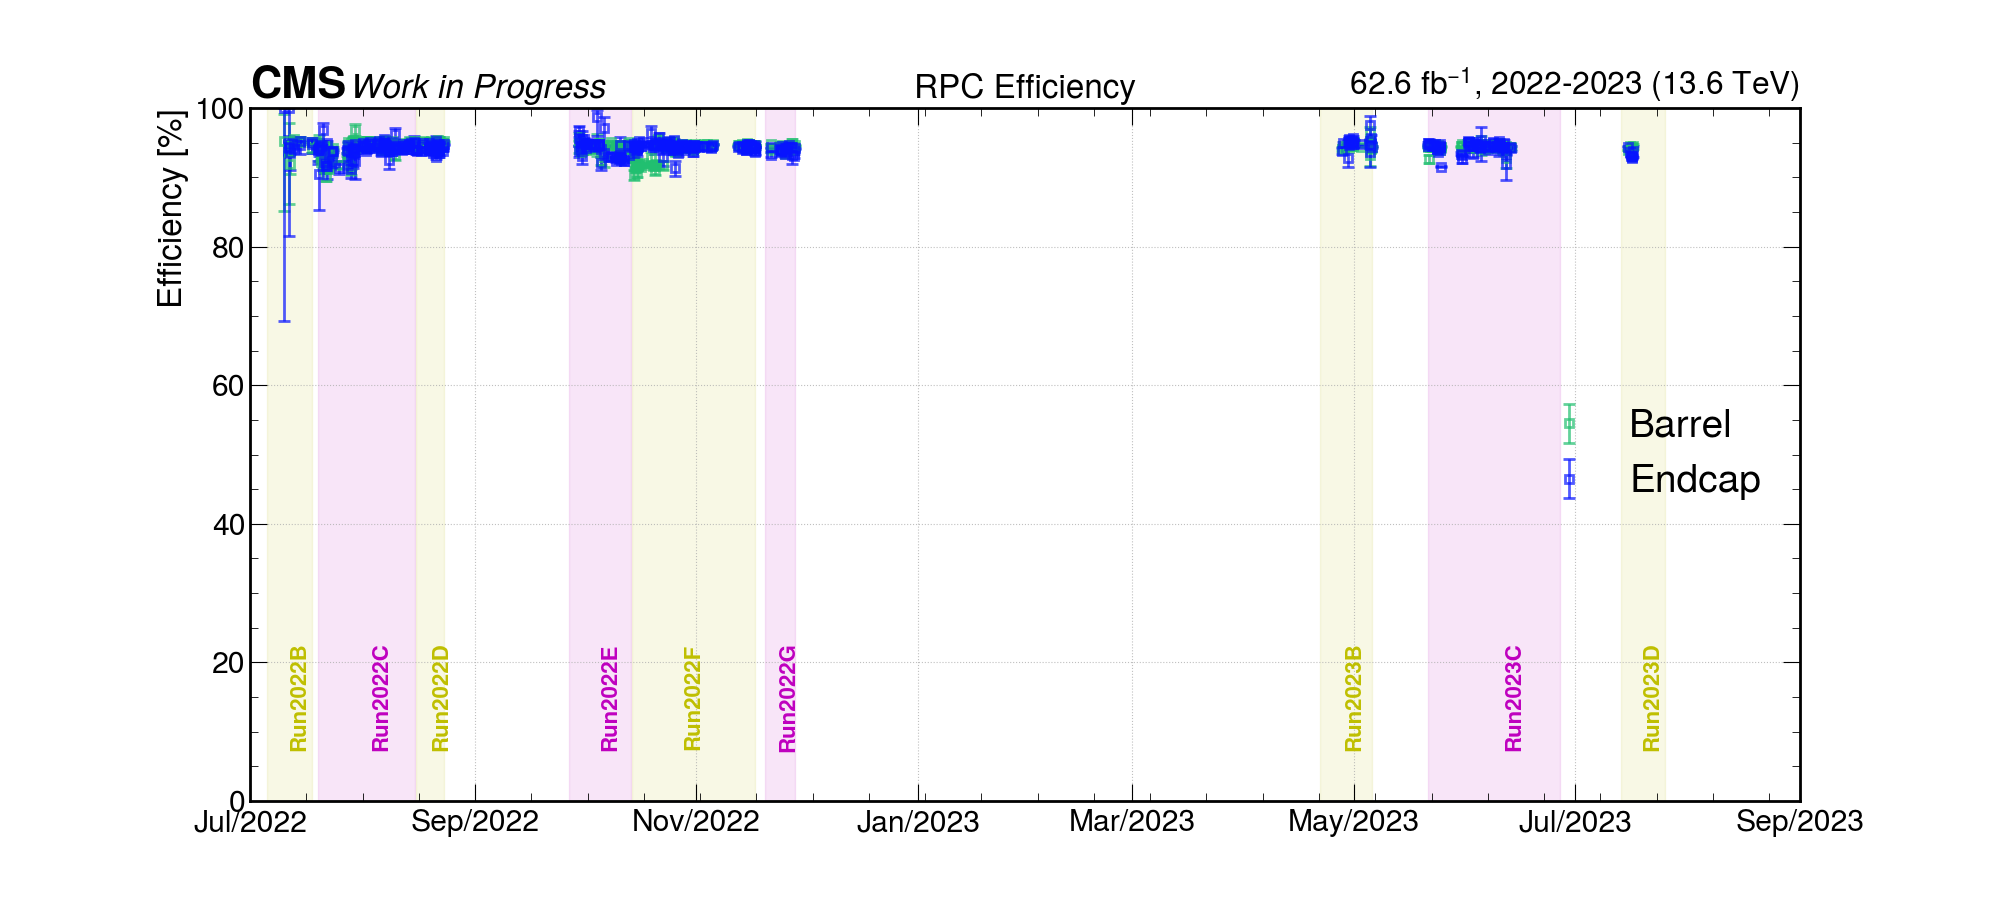 CMS Work in Progress RPC Efficiency 62.6 fb⁻¹, 2022-2023 (13.6 TeV)
Efficiency [%]
100
80
60
40
20
0
Barrel
Endcap
Run2022B
Run2022C
Run2022D
Run2022E
Run2022F
Run2022G
Run2023B
Run2023C
Run2023D
Jul/2022 Sep/2022 Nov/2022 Jan/2023 Mar/2023 May/2023 Jul/2023 Sep/2023